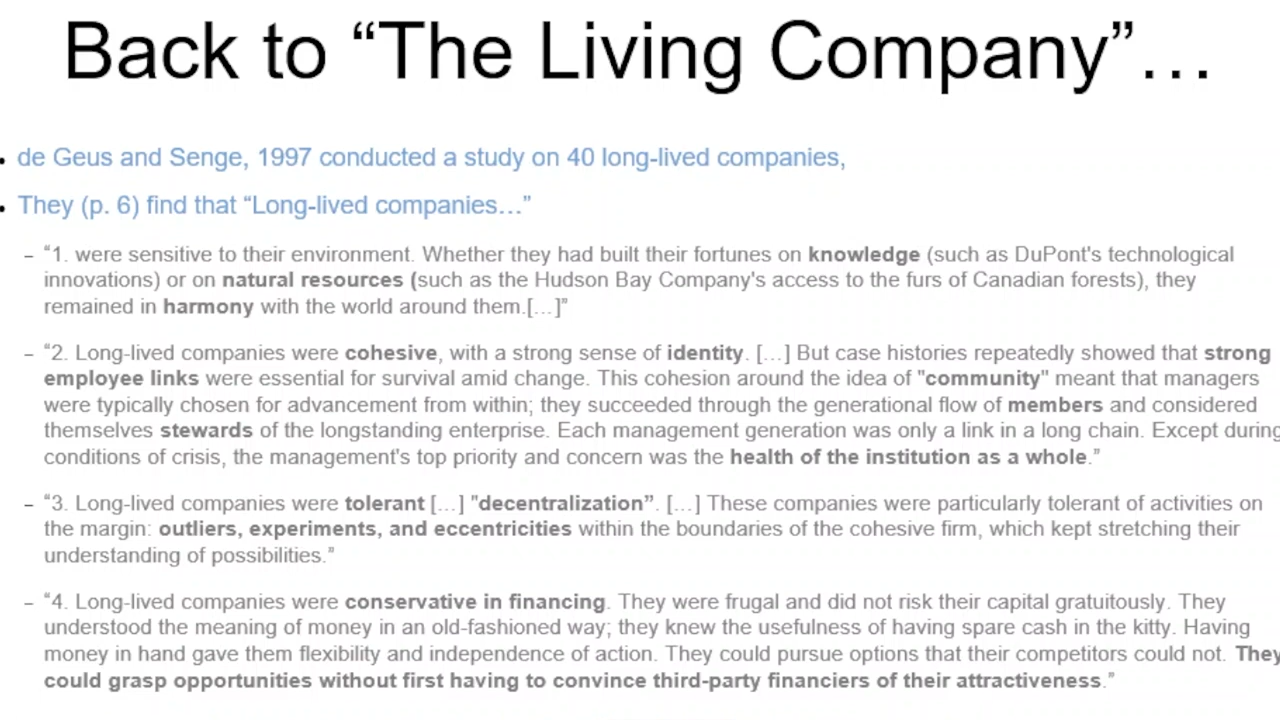 Back to “The Living Company”…
• de Geus and Senge, 1997 conducted a study on 40 long-lived companies,
• They (p. 6) find that “Long-lived companies…”
– “1. were sensitive to their environment. Whether they had built their fortunes on knowledge (such as DuPont's technological
innovations) or on natural resources (such as the Hudson Bay Company's access to the furs of Canadian forests), they
remained in harmony with the world around them.[…]”
– “2. Long-lived companies were cohesive, with a strong sense of identity. […] But case histories repeatedly showed that strong
employee links were essential for survival amid change. This cohesion around the idea of "community" meant that managers
were typically chosen for advancement from within; they succeeded through the generational flow of members and considered
themselves stewards of the longstanding enterprise. Each management generation was only a link in a long chain. Except during
conditions of crisis, the management's top priority and concern was the health of the institution as a whole.”
– “3. Long-lived companies were tolerant […] "decentralization”. […] These companies were particularly tolerant of activities on
the margin: outliers, experiments, and eccentricities within the boundaries of the cohesive firm, which kept stretching their
understanding of possibilities.”
– “4. Long-lived companies were conservative in financing. They were frugal and did not risk their capital gratuitously. They
understood the meaning of money in an old-fashioned way; they knew the usefulness of having spare cash in the kitty. Having
money in hand gave them flexibility and independence of action. They could pursue options that their competitors could not. They
could grasp opportunities without first having to convince third-party financiers of their attractiveness.”